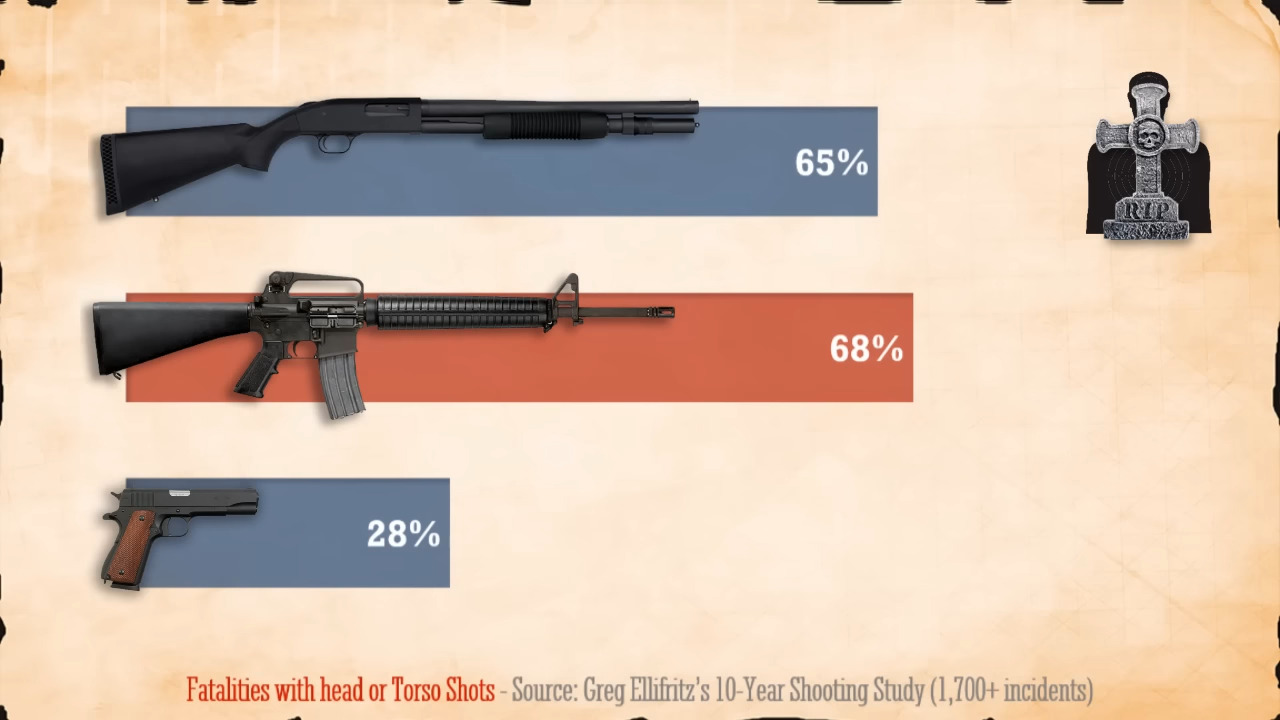 65%
RIP
68%
28%
Fatalities with head or Torso Shots - Source: Greg Ellifritz's 10-Year Shooting Study (1,700+ incidents)